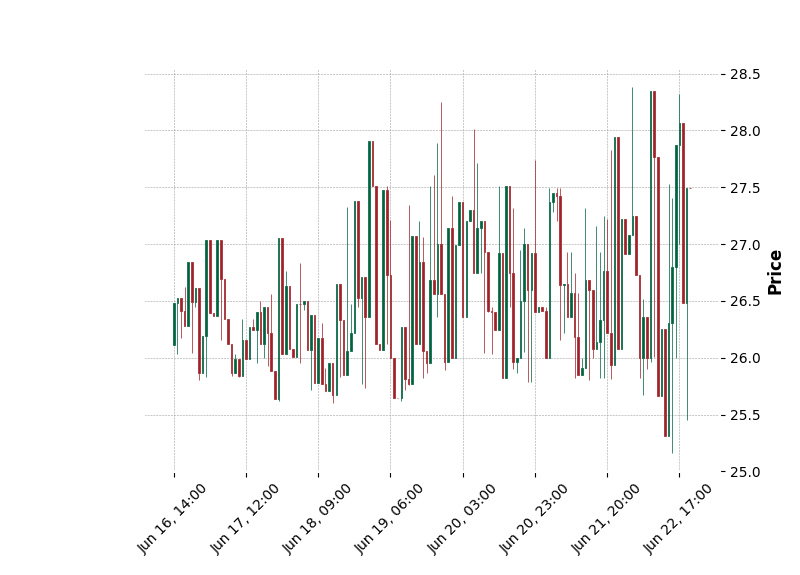 28.5
28.0
27.5
27.0
26.5
26.0
25.5
25.0
Price
Jun 16, 14:00
Jun 17, 12:00
Jun 18, 09:00
Jun 19, 06:00
Jun 20, 03:00
Jun 20, 23:00
Jun 21, 20:00
Jun 22, 17:00